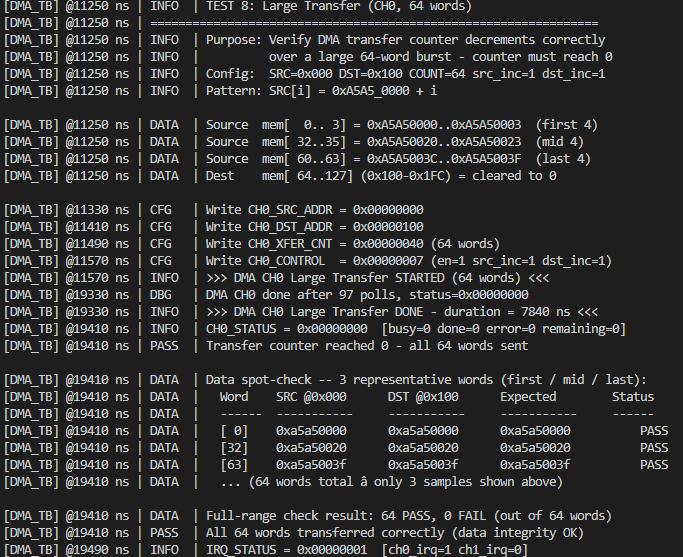 [DMA_TB] @11250 ns | INFO | TEST 8: Large Transfer (CH0, 64 words)
[DMA_TB] @11250 ns | INFO | ================================================================
[DMA_TB] @11250 ns | INFO | Purpose: Verify DMA transfer counter decrements correctly
[DMA_TB] @11250 ns | INFO |          over a large 64-word burst - counter must reach 0
[DMA_TB] @11250 ns | INFO | Config:  SRC=0x000 DST=0x100 COUNT=64 src_inc=1 dst_inc=1
[DMA_TB] @11250 ns | INFO | Pattern: SRC[i] = 0xA5A5_0000 + i
[DMA_TB] @11250 ns | DATA | Source  mem[  0.. 3] = 0xA5A50000..0xA5A50003  (first 4)
[DMA_TB] @11250 ns | DATA | Source  mem[ 32..35] = 0xA5A50020..0xA5A50023  (mid 4)
[DMA_TB] @11250 ns | DATA | Source  mem[ 60..63] = 0xA5A5003C..0xA5A5003F  (last 4)
[DMA_TB] @11250 ns | DATA | Dest    mem[ 64..127] (0x100-0x1FC) = cleared to 0
[DMA_TB] @11330 ns | CFG  | Write CH0_SRC_ADDR = 0x00000000
[DMA_TB] @11410 ns | CFG  | Write CH0_DST_ADDR = 0x00000100
[DMA_TB] @11490 ns | CFG  | Write CH0_XFER_CNT = 0x00000040 (64 words)
[DMA_TB] @11570 ns | CFG  | Write CH0_CONTROL  = 0x00000007 (en=1 src_inc=1 dst_inc=1)
[DMA_TB] @11570 ns | INFO | >>> DMA CH0 Large Transfer STARTED (64 words) <<<
[DMA_TB] @19330 ns | DBG  | DMA CH0 done after 97 polls, status=0x00000000
[DMA_TB] @19330 ns | INFO | >>> DMA CH0 Large Transfer DONE - duration = 7840 ns <<<
[DMA_TB] @19410 ns | INFO | CH0_STATUS = 0x00000000  [busy=0 done=0 error=0 remaining=0]
[DMA_TB] @19410 ns | PASS | Transfer counter reached 0 - all 64 words sent
[DMA_TB] @19410 ns | DATA | Data spot-check -- 3 representative words (first / mid / last):
[DMA_TB] @19410 ns | DATA |   Word   SRC @0x000      DST @0x100      Expected        Status
[DMA_TB] @19410 ns | DATA |   ------  -----------     -----------     ----------      ------
[DMA_TB] @19410 ns | DATA |   [ 0]   0xa5a50000      0xa5a50000      0xa5a50000          PASS
[DMA_TB] @19410 ns | DATA |   [32]   0xa5a50020      0xa5a50020      0xa5a50020          PASS
[DMA_TB] @19410 ns | DATA |   [63]   0xa5a5003f      0xa5a5003f      0xa5a5003f          PASS
[DMA_TB] @19410 ns | DATA |   ... (64 words total â only 3 samples shown above)
[DMA_TB] @19410 ns | DATA | Full-range check result: 64 PASS, 0 FAIL (out of 64 words)
[DMA_TB] @19410 ns | PASS | All 64 words transferred correctly (data integrity OK)
[DMA_TB] @19490 ns | INFO | IRQ_STATUS = 0x00000001  [ch0_irq=1 ch1_irq=0]